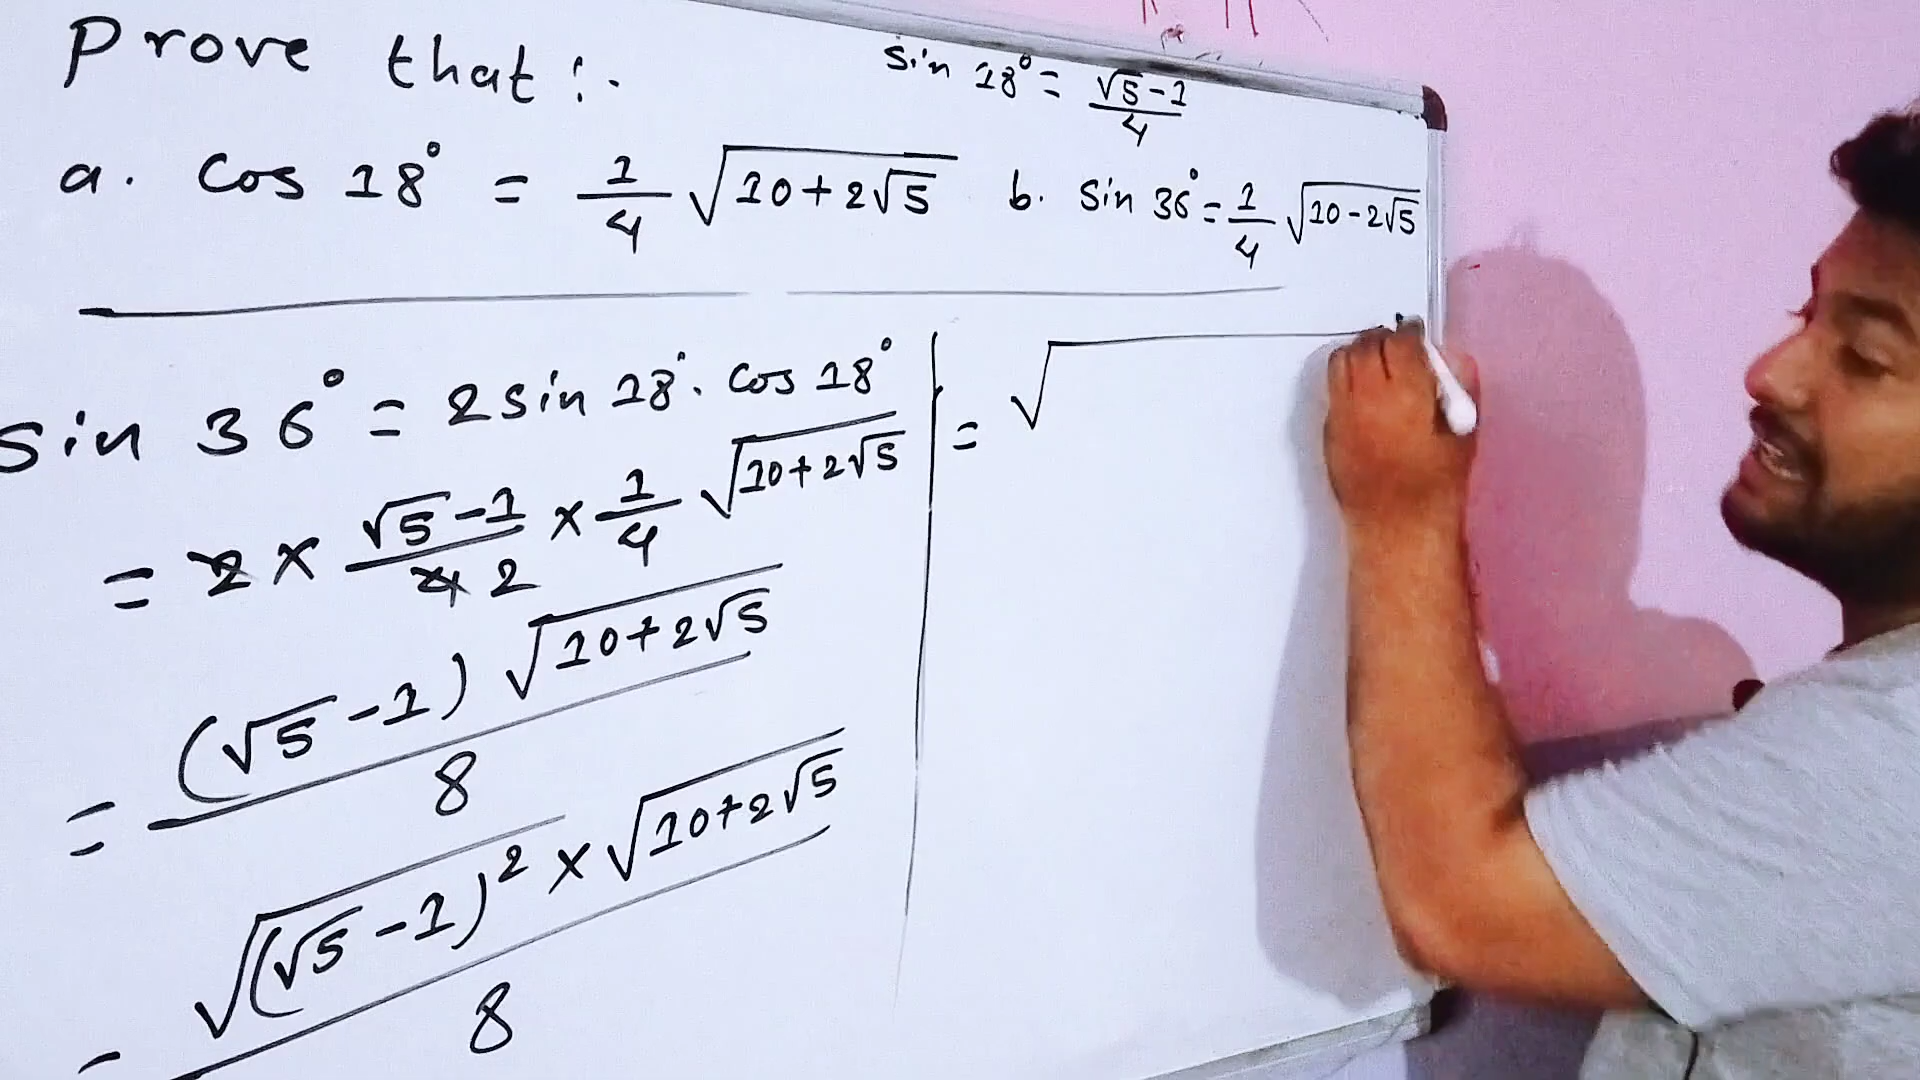 Prove that :-
sin 18° = (√5 - 1)/4
a. cos 18° = 1/4 √(10 + 2√5)
b. sin 36° = 1/4 √(10 - 2√5)
sin 36° = 2 sin 18°. cos 18°
= 2 × (√5 - 1)/4 2 × 1/4 √(10 + 2√5)
= (√5 - 1) √(10 + 2√5) / 8
= √(√5 - 1)² × √(10 + 2√5) / 8
= √